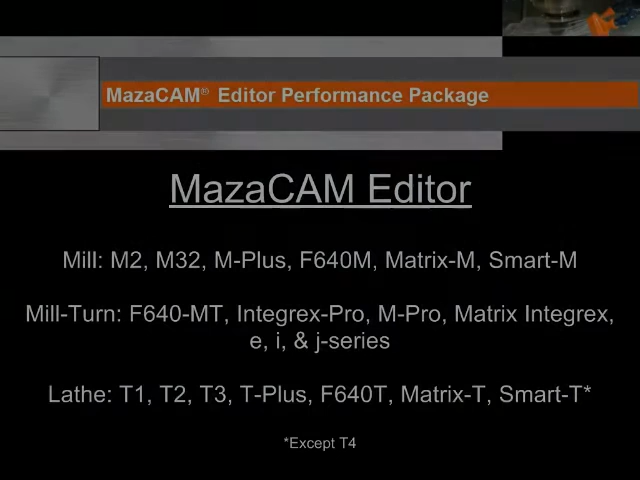 MazaCAM® Editor Performance Package
MazaCAM Editor
Mill: M2, M32, M-Plus, F640M, Matrix-M, Smart-M
Mill-Turn: F640-MT, Integrex-Pro, M-Pro, Matrix Integrex,
e, i, & j-series
Lathe: T1, T2, T3, T-Plus, F640T, Matrix-T, Smart-T*
*Except T4